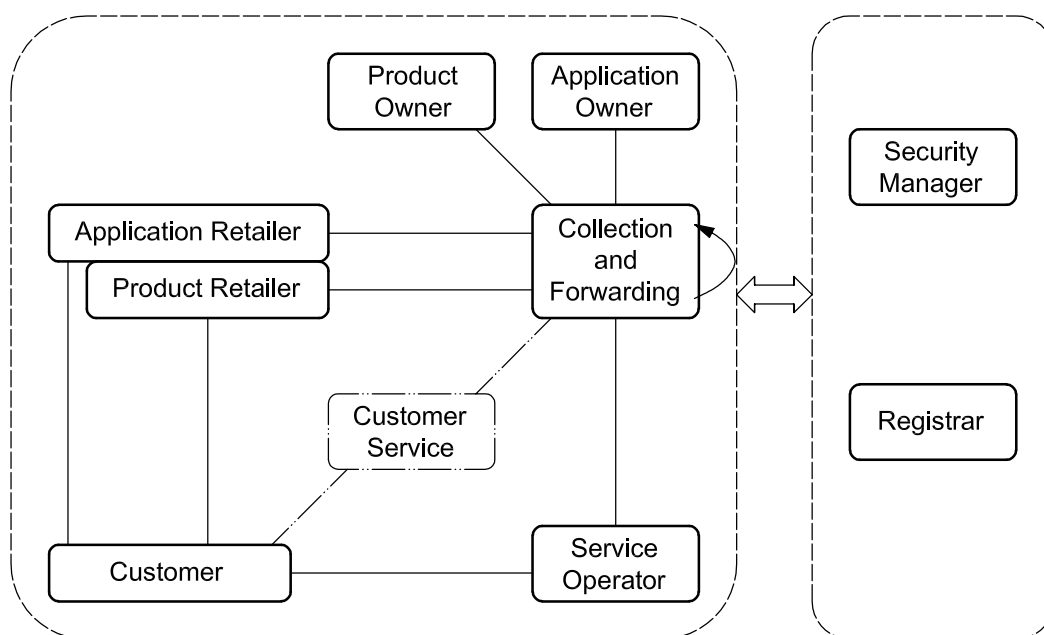 Product
Owner
Application
Owner
Security
Manager
Application Retailer
Product Retailer
Collection
and
Forwarding
Customer
Service
Registrar
Customer
Service
Operator